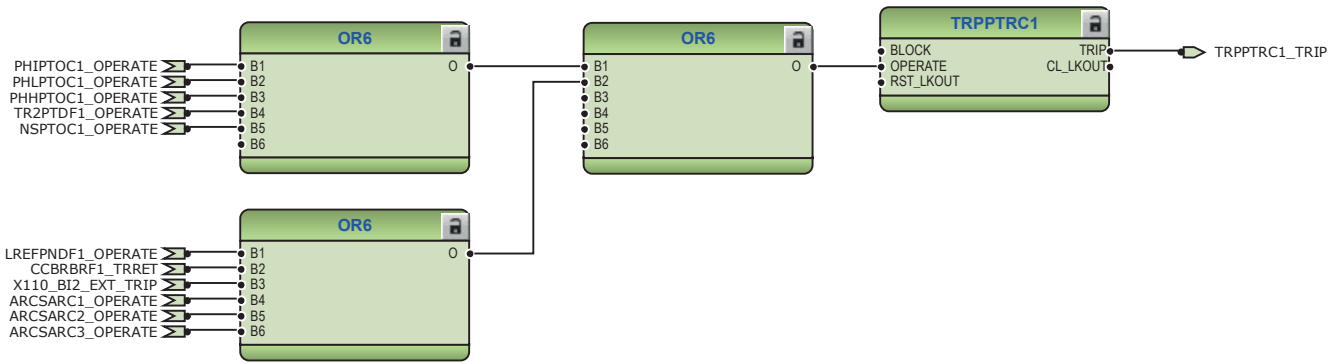 OR6
PHIPTOC1_OPERATE B1 O
PHLPTOC1_OPERATE B2
PHHPTOC1_OPERATE B3
TR2PTDF1_OPERATE B4
NSPTOC1_OPERATE B5
B6
OR6
B1 O
B2
B3
B4
B5
B6
TRPPTRC1
BLOCK TRIP TRPPTRC1_TRIP
OPERATE CL_LKOUT
RST_LKOUT
OR6
LREFPNDF1_OPERATE B1 O
CCBRBRF1_TRRET B2
X110_BI2_EXT_TRIP B3
ARCSARC1_OPERATE B4
ARCSARC2_OPERATE B5
ARCSARC3_OPERATE B6